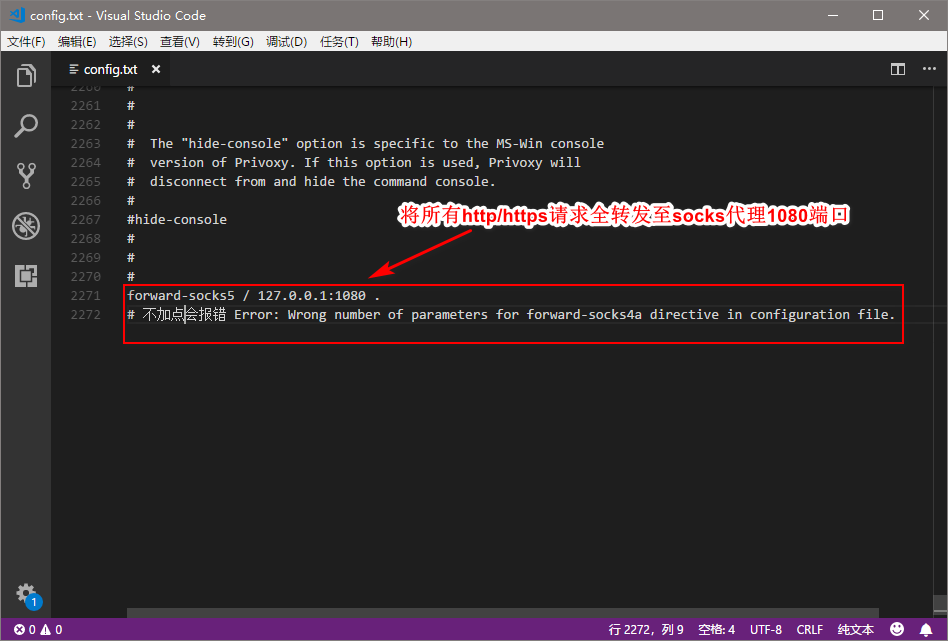 config.txt - Visual Studio Code
文件(F) 编辑(E) 选择(S) 查看(V) 转到(G) 调试(D) 任务(T) 帮助(H)
config.txt
2260 #
2261 #
2262 #
2263 # The "hide-console" option is specific to the MS-Win console
2264 # version of Privoxy. If this option is used, Privoxy will
2265 # disconnect from and hide the command console.
2266 #
2267 #hide-console
将所有http/https请求全转发至socks代理1080端口
2268 #
2269 #
2270 #
2271 forward-socks5 / 127.0.0.1:1080 .
2272 # 不加点会报错 Error: Wrong number of parameters for forward-socks4a directive in configuration file.
1
0 0 行 2272，列 9 空格: 4 UTF-8 CRLF 纯文本